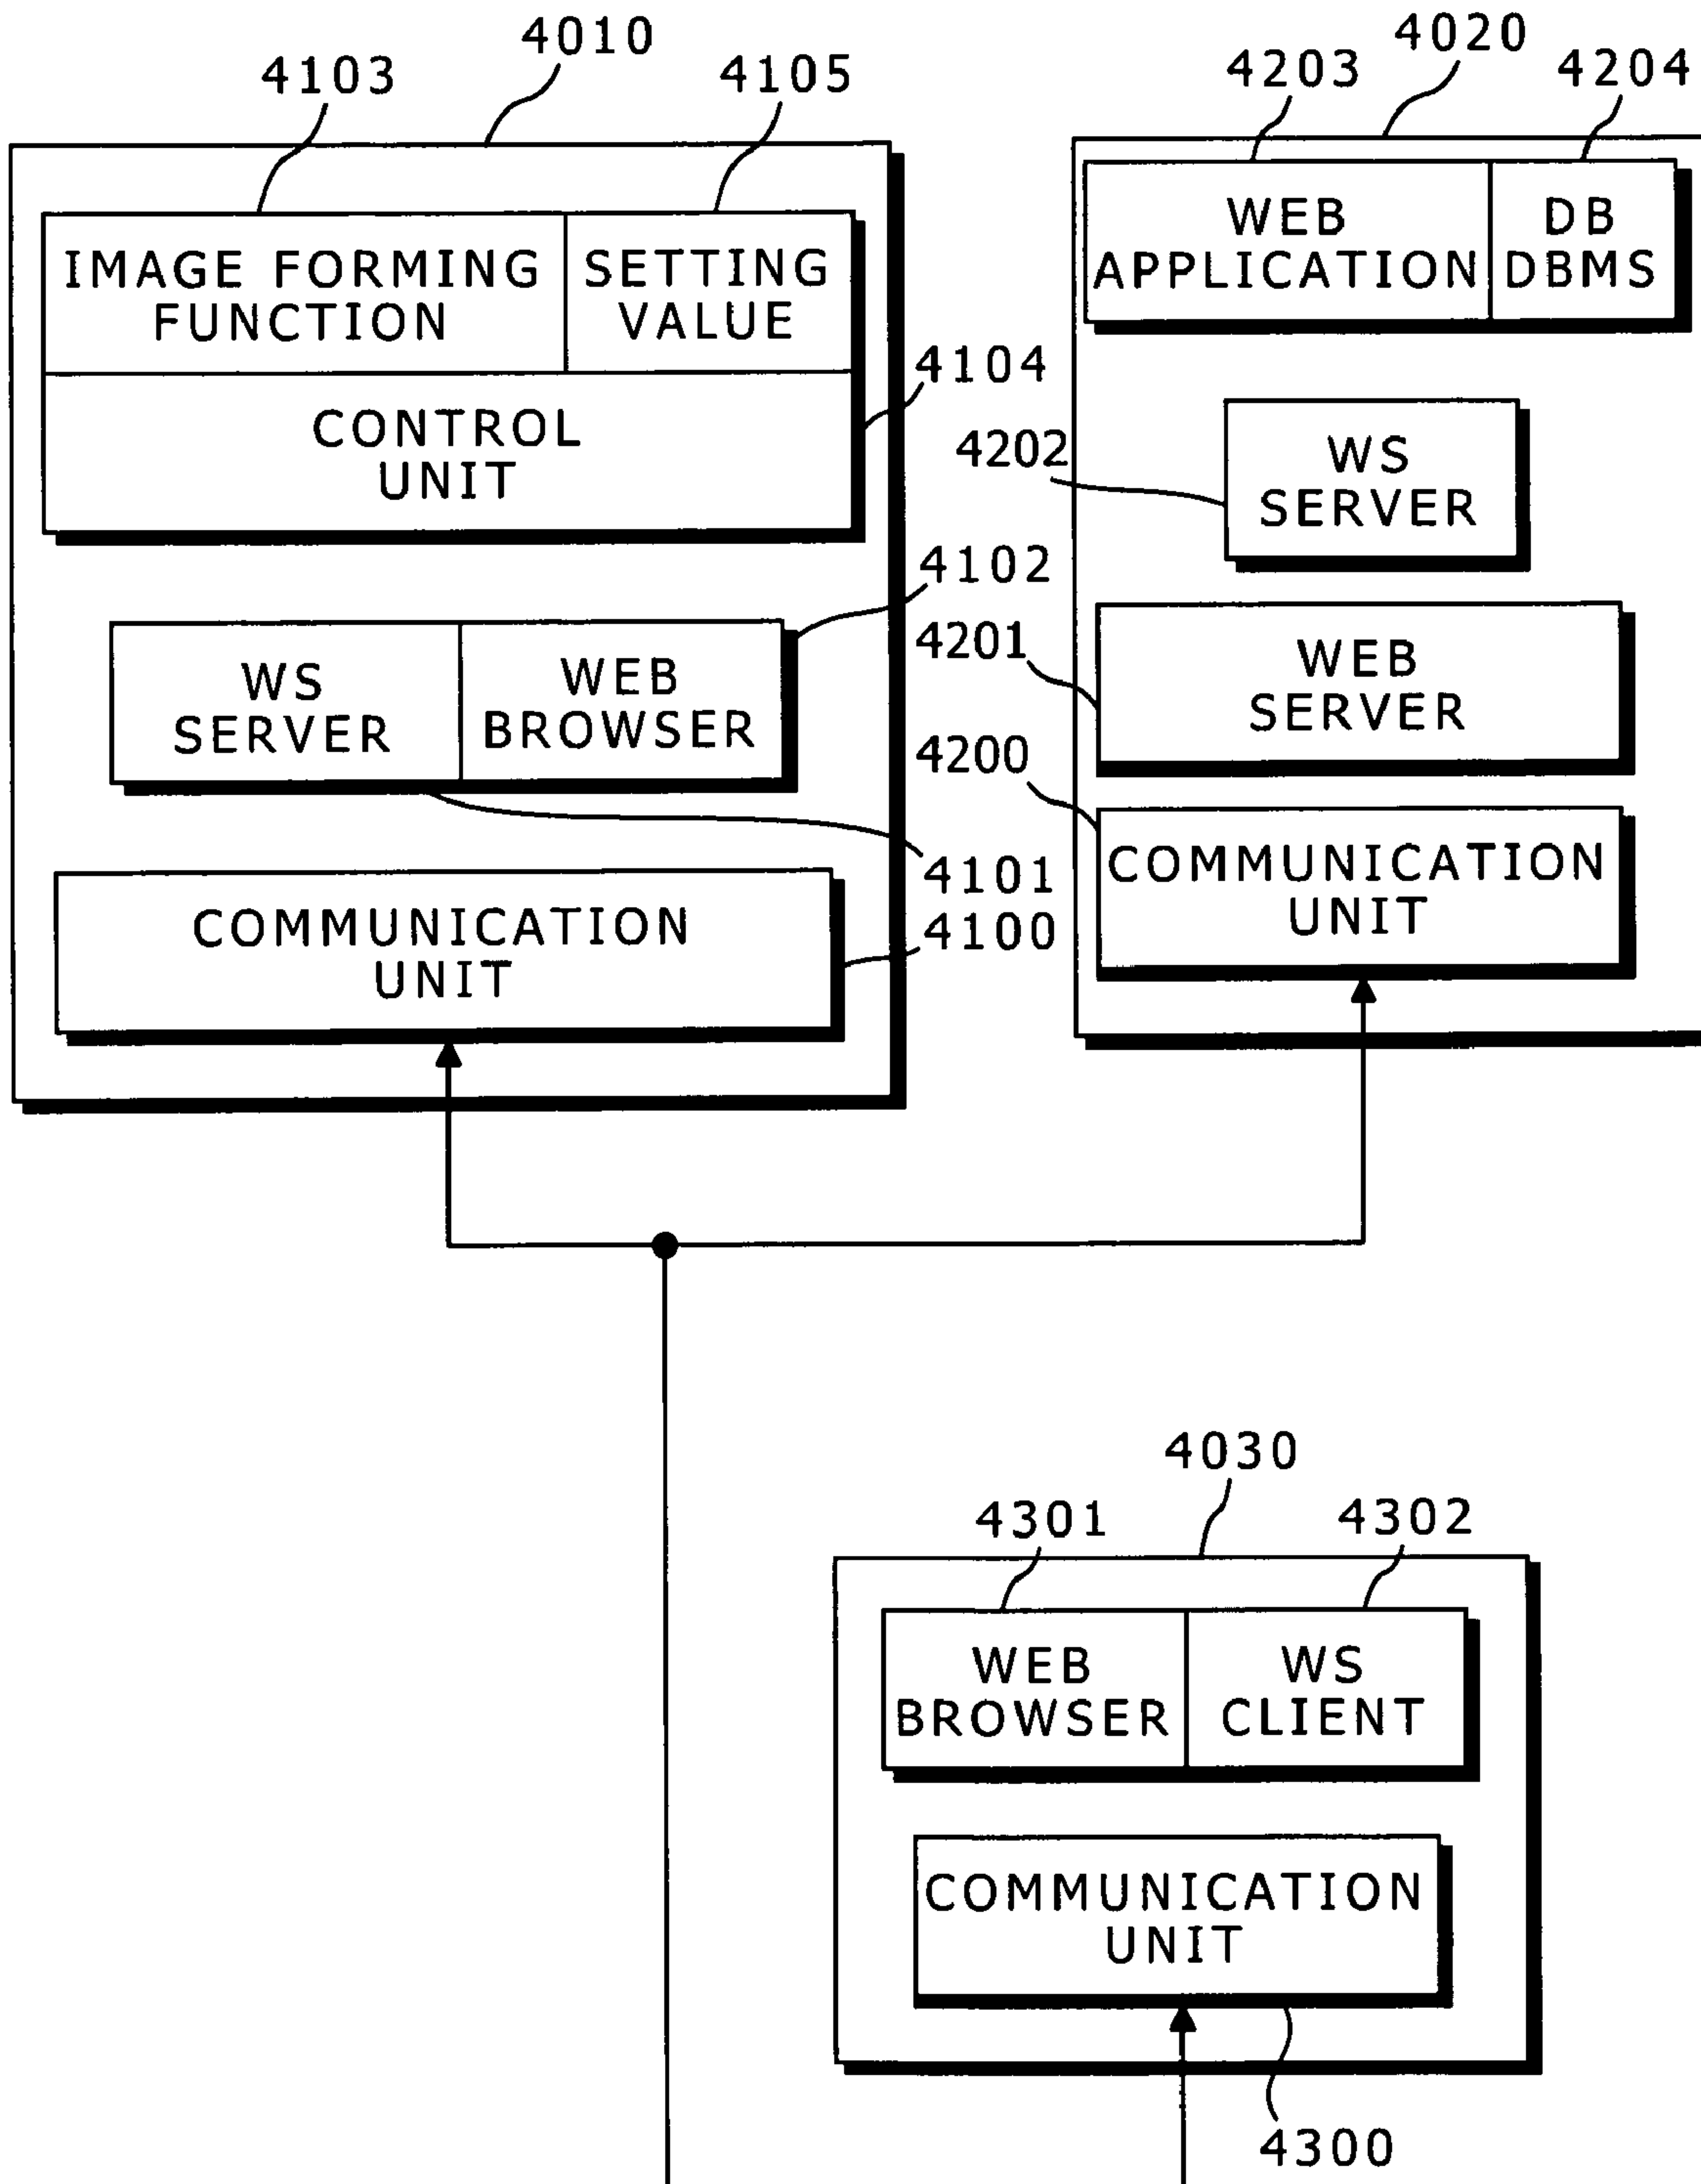 4010
4103
4105
IMAGE FORMING
FUNCTION
SETTING
VALUE
4104
CONTROL
UNIT
4102
WS
SERVER
WEB
BROWSER
4101
4100
COMMUNICATION
UNIT
4020
4203
4204
WEB
APPLICATION
DB
DBMS
4202
WS
SERVER
4201
WEB
SERVER
4200
COMMUNICATION
UNIT
4030
4301
4302
WEB
BROWSER
WS
CLIENT
COMMUNICATION
UNIT
4300